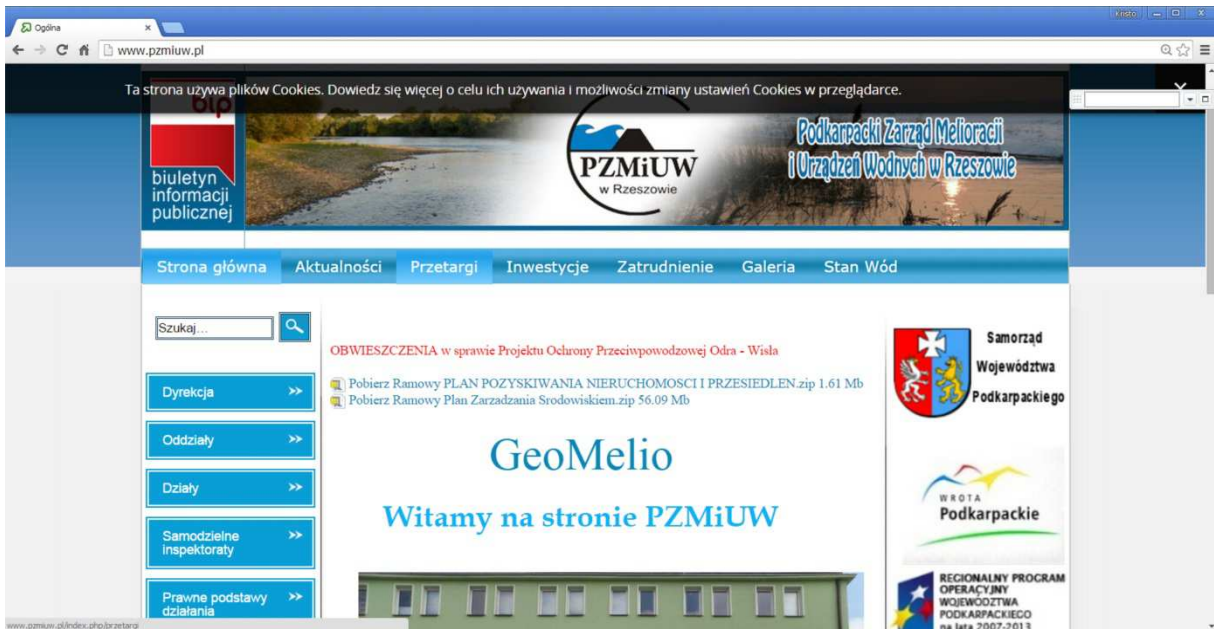 Kristo
Ogólna
www.pzmiuw.pl
Ta strona używa plików Cookies. Dowiedz się więcej o celu ich używania i możliwości zmiany ustawień Cookies w przeglądarce.
bip
biuletyn
informacji
publicznej
PZMiUW
w Rzeszowie
Podkarpacki Zarząd Melioracji
i Urządzeń Wodnych w Rzeszowie
Strona główna Aktualności Przetargi Inwestycje Zatrudnienie Galeria Stan Wód
Szukaj...
Dyrekcja
Oddziały
Działy
Samodzielne
inspektoraty
Prawne podstawy
działania
OBWIESZCZENIA w sprawie Projektu Ochrony Przeciwpowodzowej Odra - Wisła
Pobierz Ramowy PLAN POZYSKIWANIA NIERUCHOMOSCI I PRZESIEDLEN.zip 1.61 Mb
Pobierz Ramowy Plan Zarzadzania Srodowiskiem.zip 56.09 Mb
GeoMelio
Witamy na stronie PZMiUW
Samorząd
Województwa
Podkarpackiego
WROTA
Podkarpackie
REGIONALNY PROGRAM
OPERACYJNY
WOJEWÓDZTWA
PODKARPACKIEGO
na lata 2007-2013
www.pzmiuw.pl/index.php/przetargi